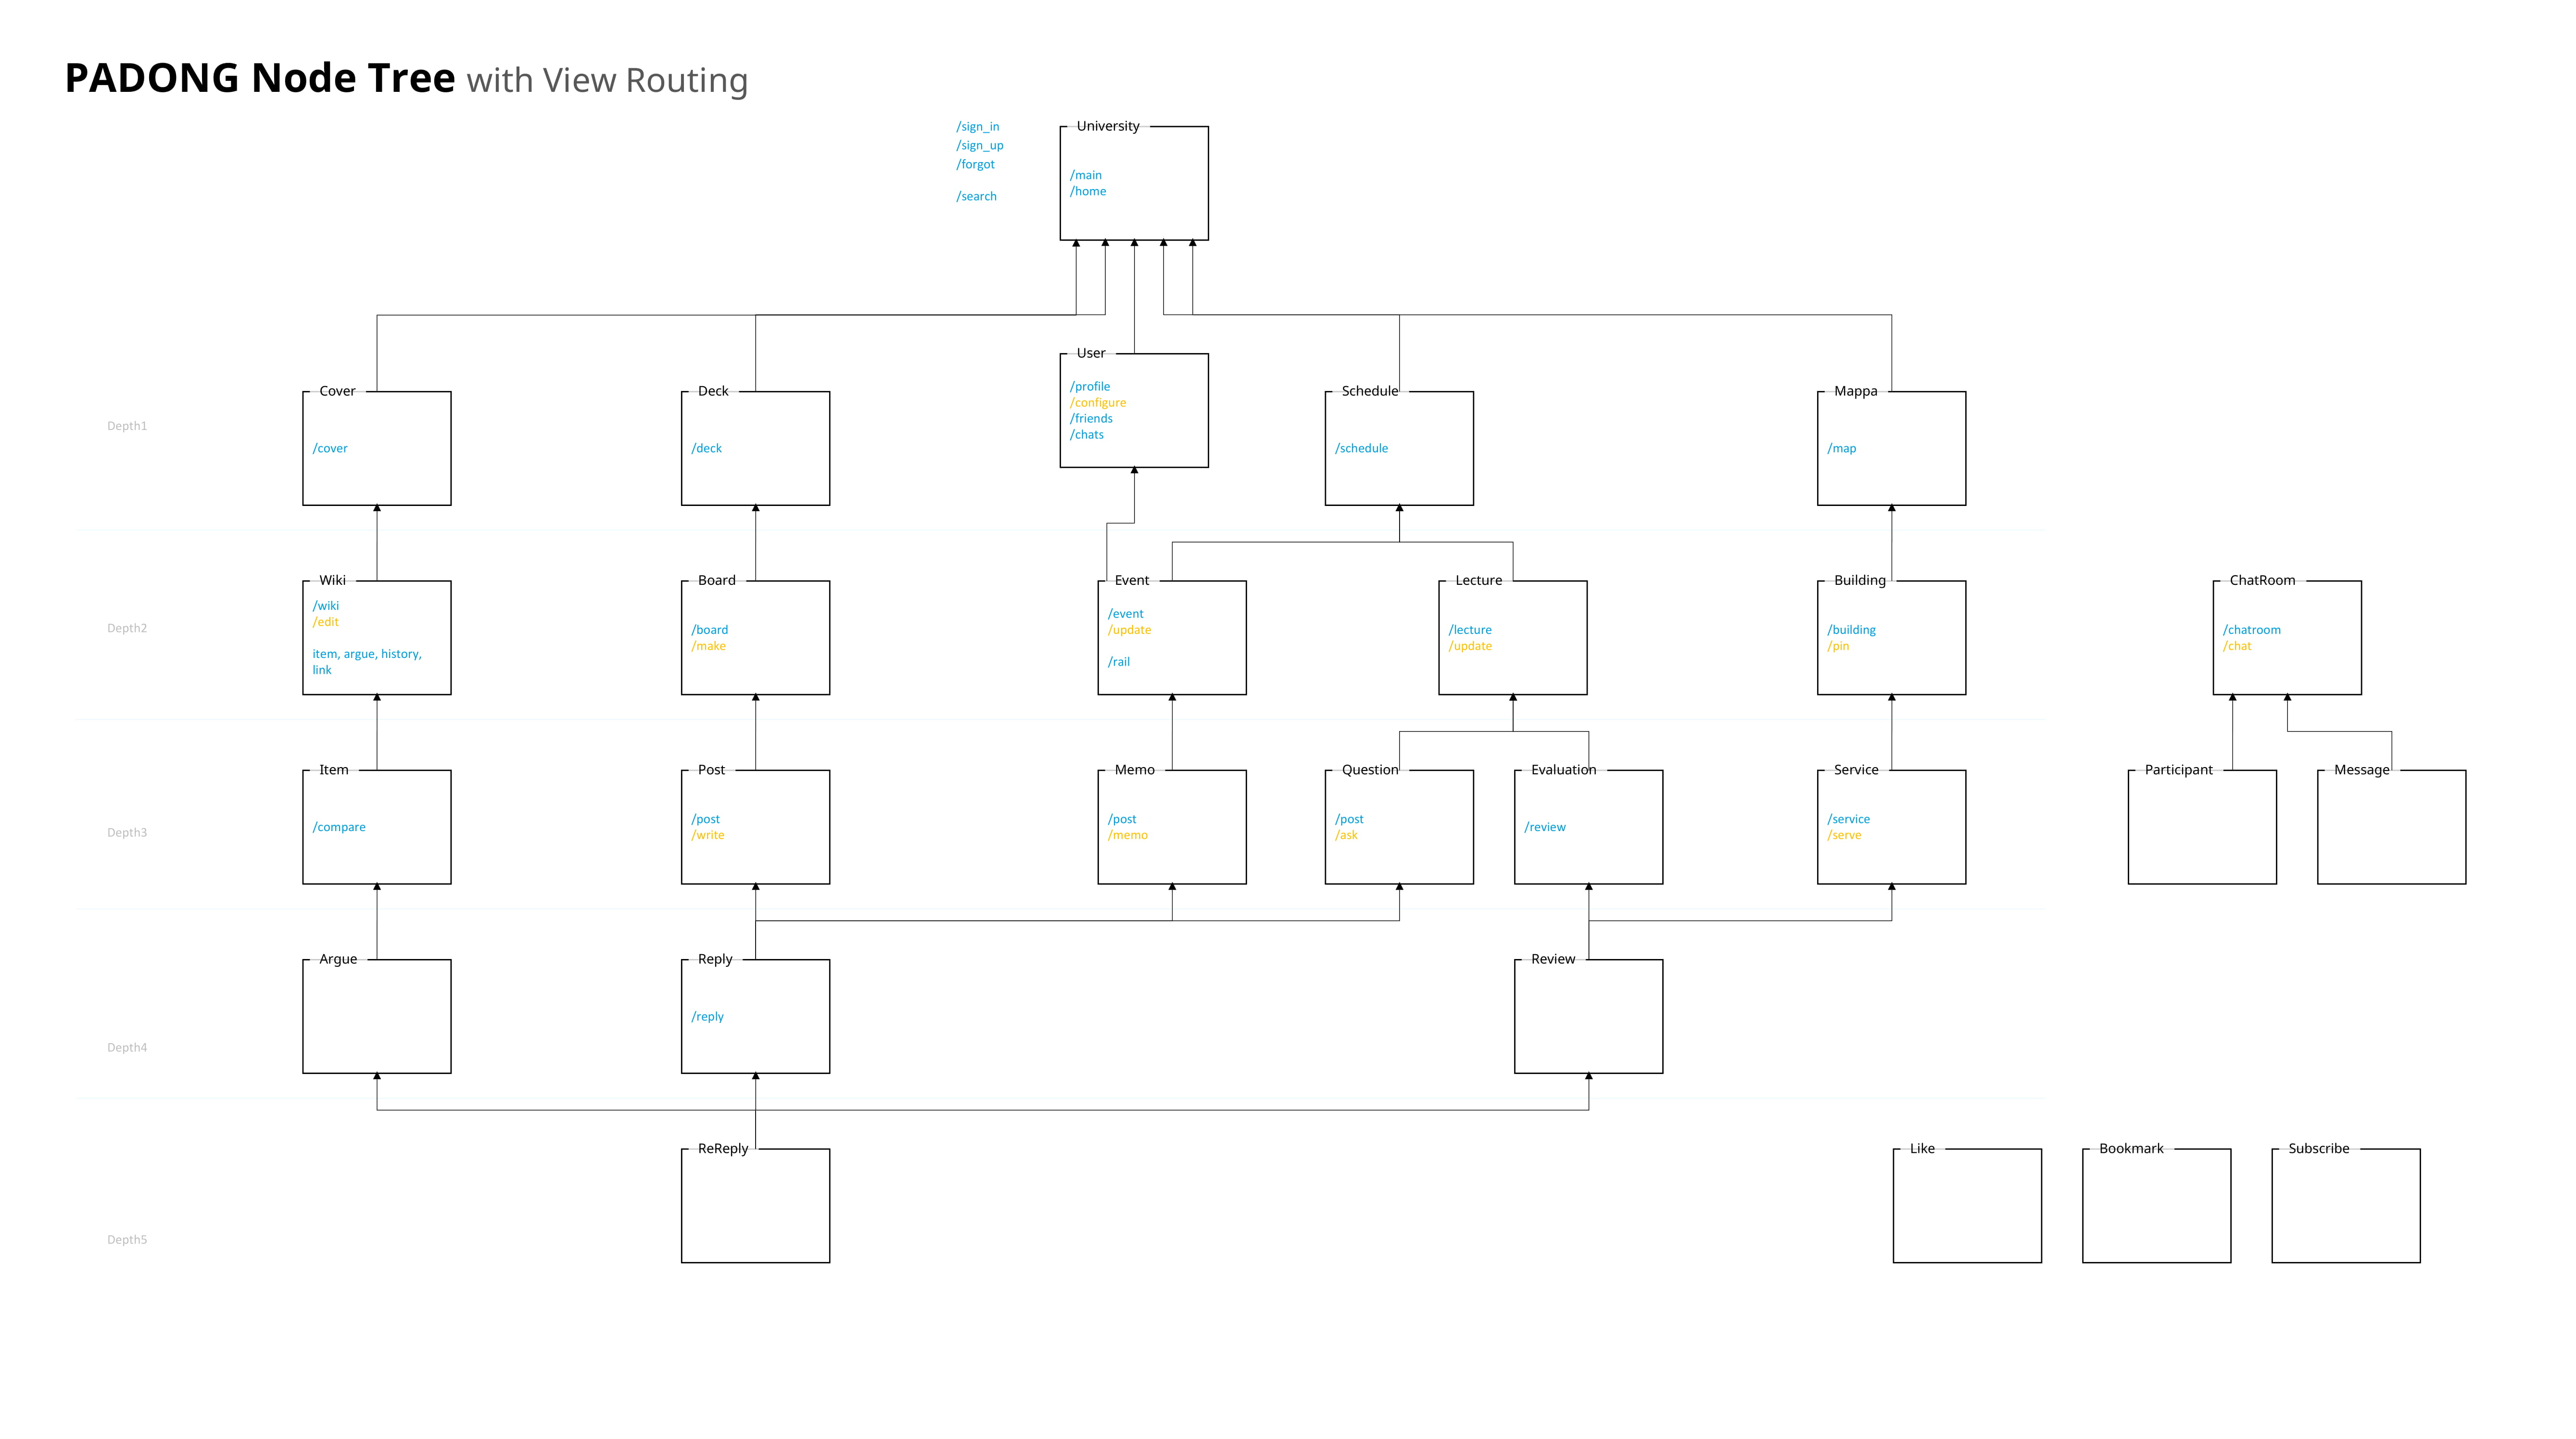 PADONG Node Tree with View Routing
/sign_in
/sign_up
/forgot
/search
University
/main
/home
User
/profile
/configure
/friends
/chats
Depth1
Cover
/cover
Deck
/deck
Schedule
/schedule
Mappa
/map
Depth2
Wiki
/wiki
/edit
item, argue, history,
link
Board
/board
/make
Event
/event
/update
/rail
Lecture
/lecture
/update
Building
/building
/pin
ChatRoom
/chatroom
/chat
Depth3
Item
/compare
Post
/post
/write
Memo
/post
/memo
Question
/post
/ask
Evaluation
/review
Service
/service
/serve
Participant
Message
Depth4
Argue
Reply
/reply
Review
Depth5
ReReply
Like
Bookmark
Subscribe